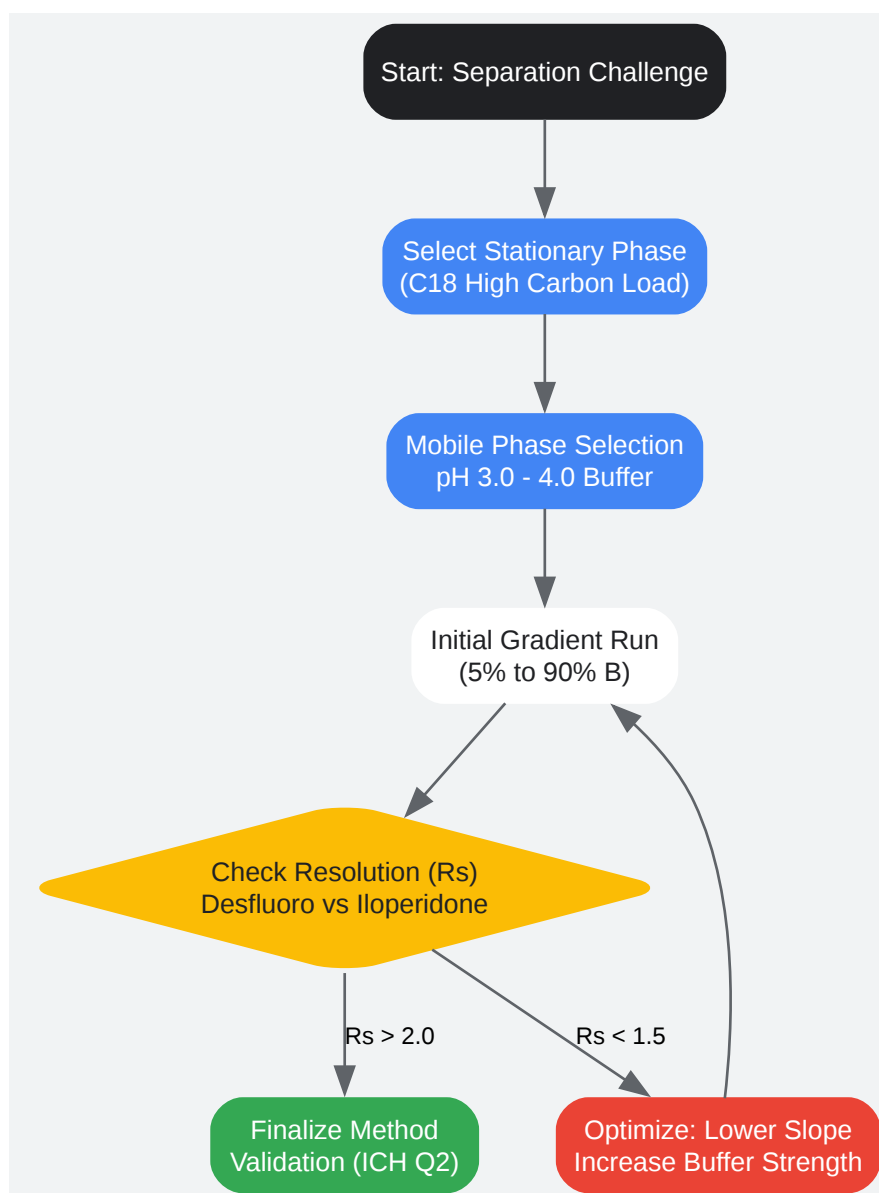 Start: Separation Challenge
Select Stationary Phase
(C18 High Carbon Load)
Mobile Phase Selection
pH 3.0 - 4.0 Buffer
Initial Gradient Run
(5% to 90% B)
Check Resolution (Rs)
Desfluoro vs Iloperidone
Rs > 2.0
Rs < 1.5
Finalize Method
Validation (ICH Q2)
Optimize: Lower Slope
Increase Buffer Strength